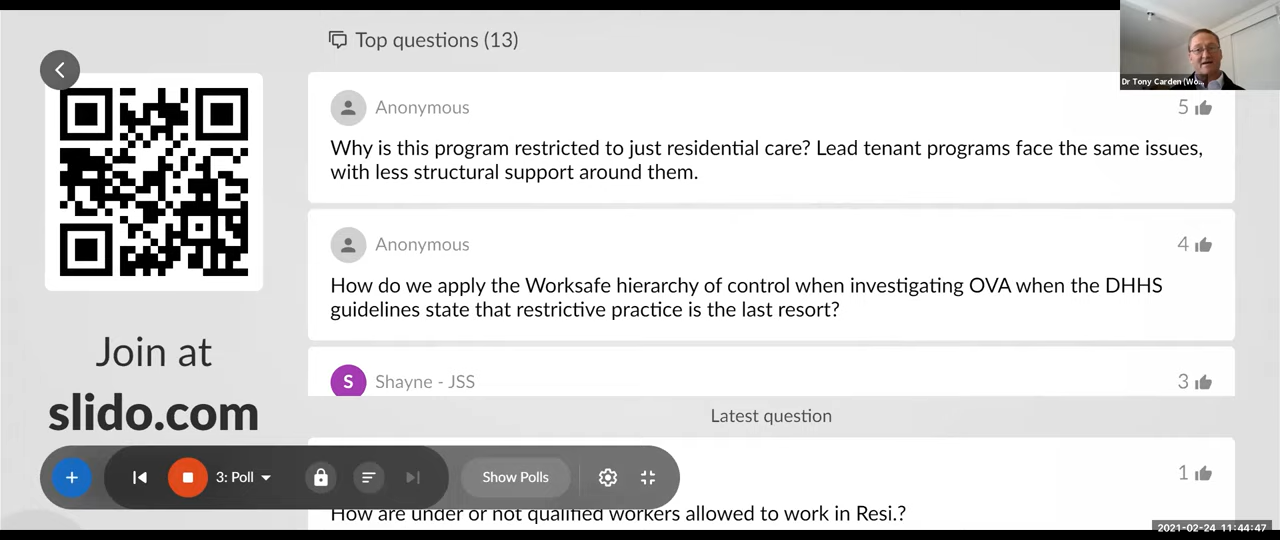 Top questions (13)
Dr Tony Carden (Wo...
Anonymous
5
Why is this program restricted to just residential care? Lead tenant programs face the same issues,
with less structural support around them.
Anonymous
4
How do we apply the Worksafe hierarchy of control when investigating OVA when the DHHS
guidelines state that restrictive practice is the last resort?
S
Shayne - JSS
3
Join at
slido.com
Latest question
1
3: Poll
Show Polls
How are under or not qualified workers allowed to work in Resi.?
2021-02-24 11:44:47